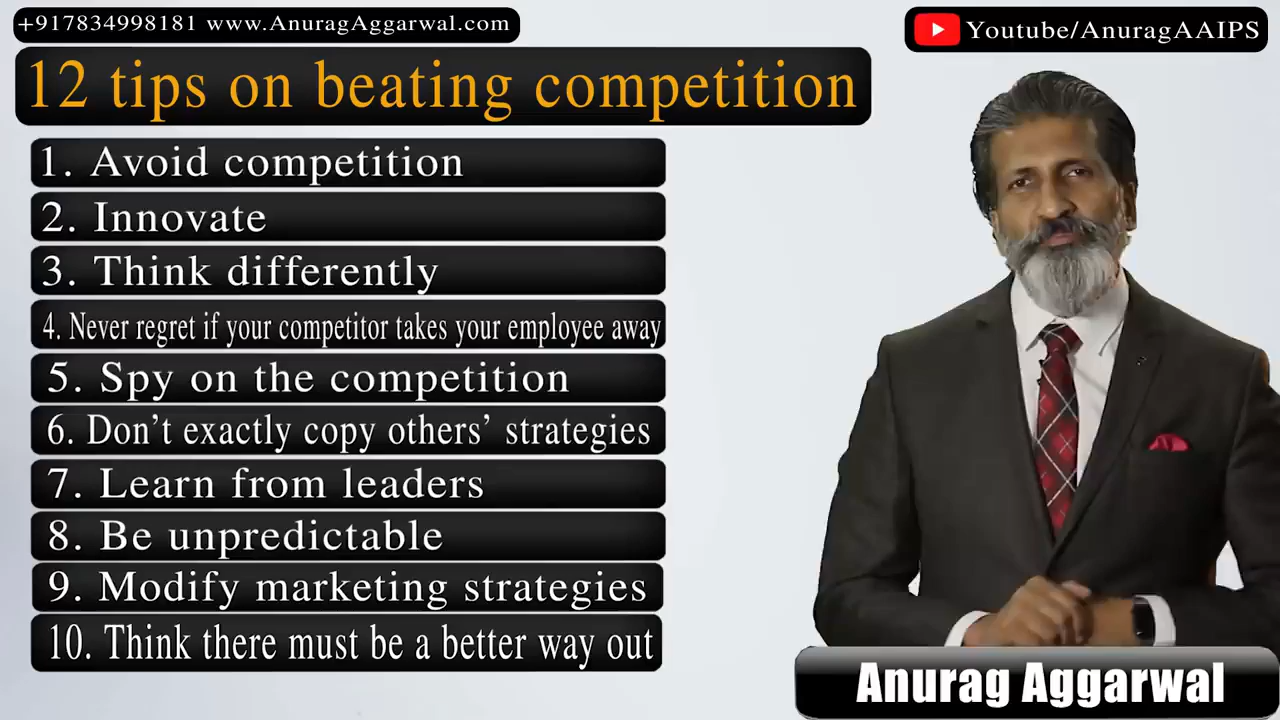 +917834998181 www.AnuragAggarwal.com
Youtube/AnuragAAIPS
12 tips on beating competition
1. Avoid competition
2. Innovate
3. Think differently
4. Never regret if your competitor takes your employee away
5. Spy on the competition
6. Don’t exactly copy others’ strategies
7. Learn from leaders
8. Be unpredictable
9. Modify marketing strategies
10. Think there must be a better way out
Anurag Aggarwal